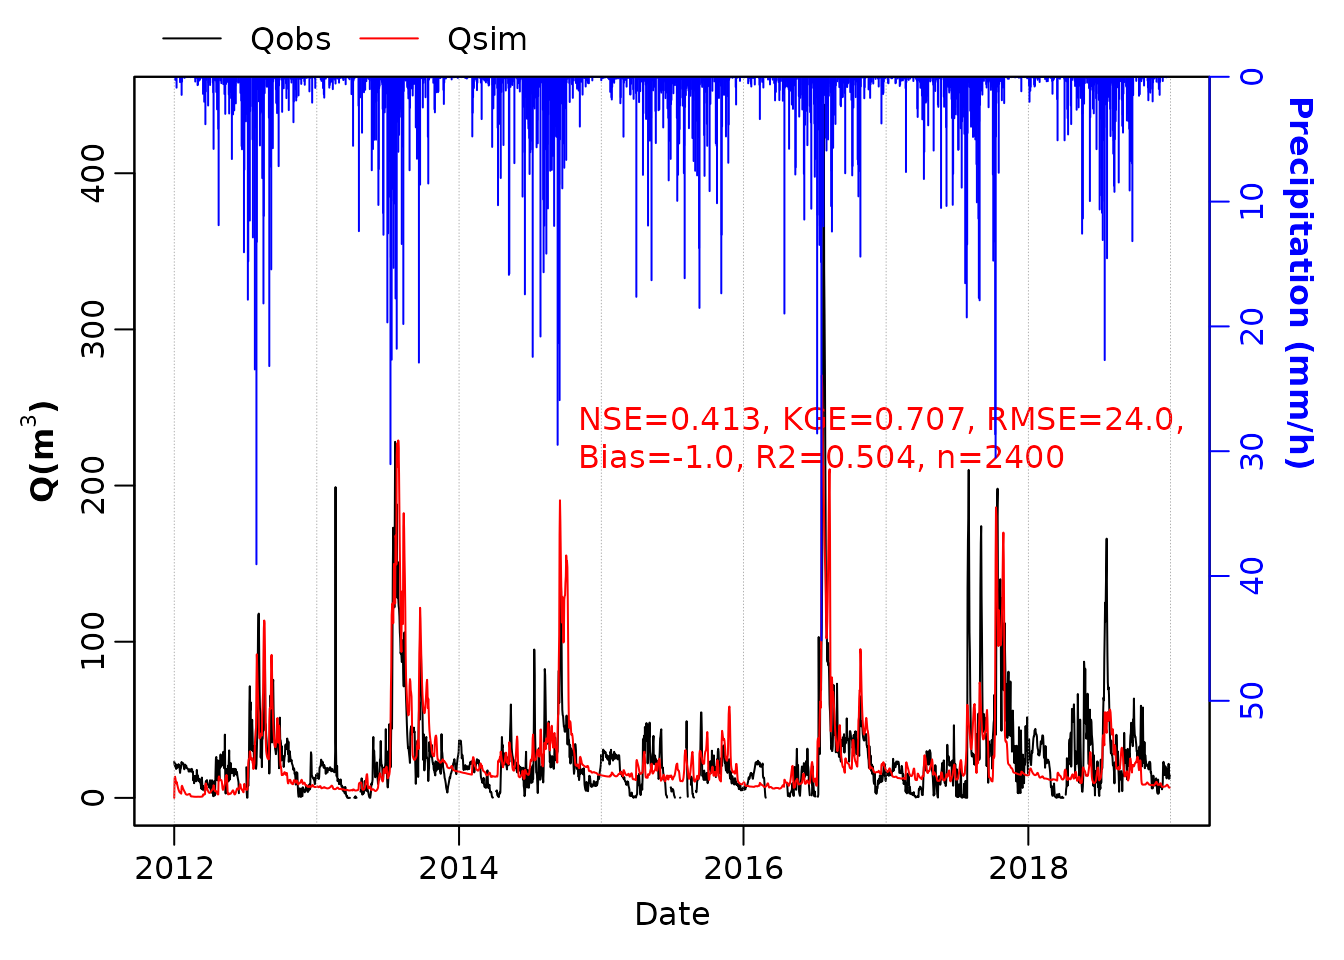 Qobs Qsim
0
10
20
30
40
50
Precipitation (mm/h)
400
300
200
100
0
Q(m³)
NSE=0.413, KGE=0.707, RMSE=24.0,
Bias=-1.0, R2=0.504, n=2400
2012 2014 2016 2018
Date